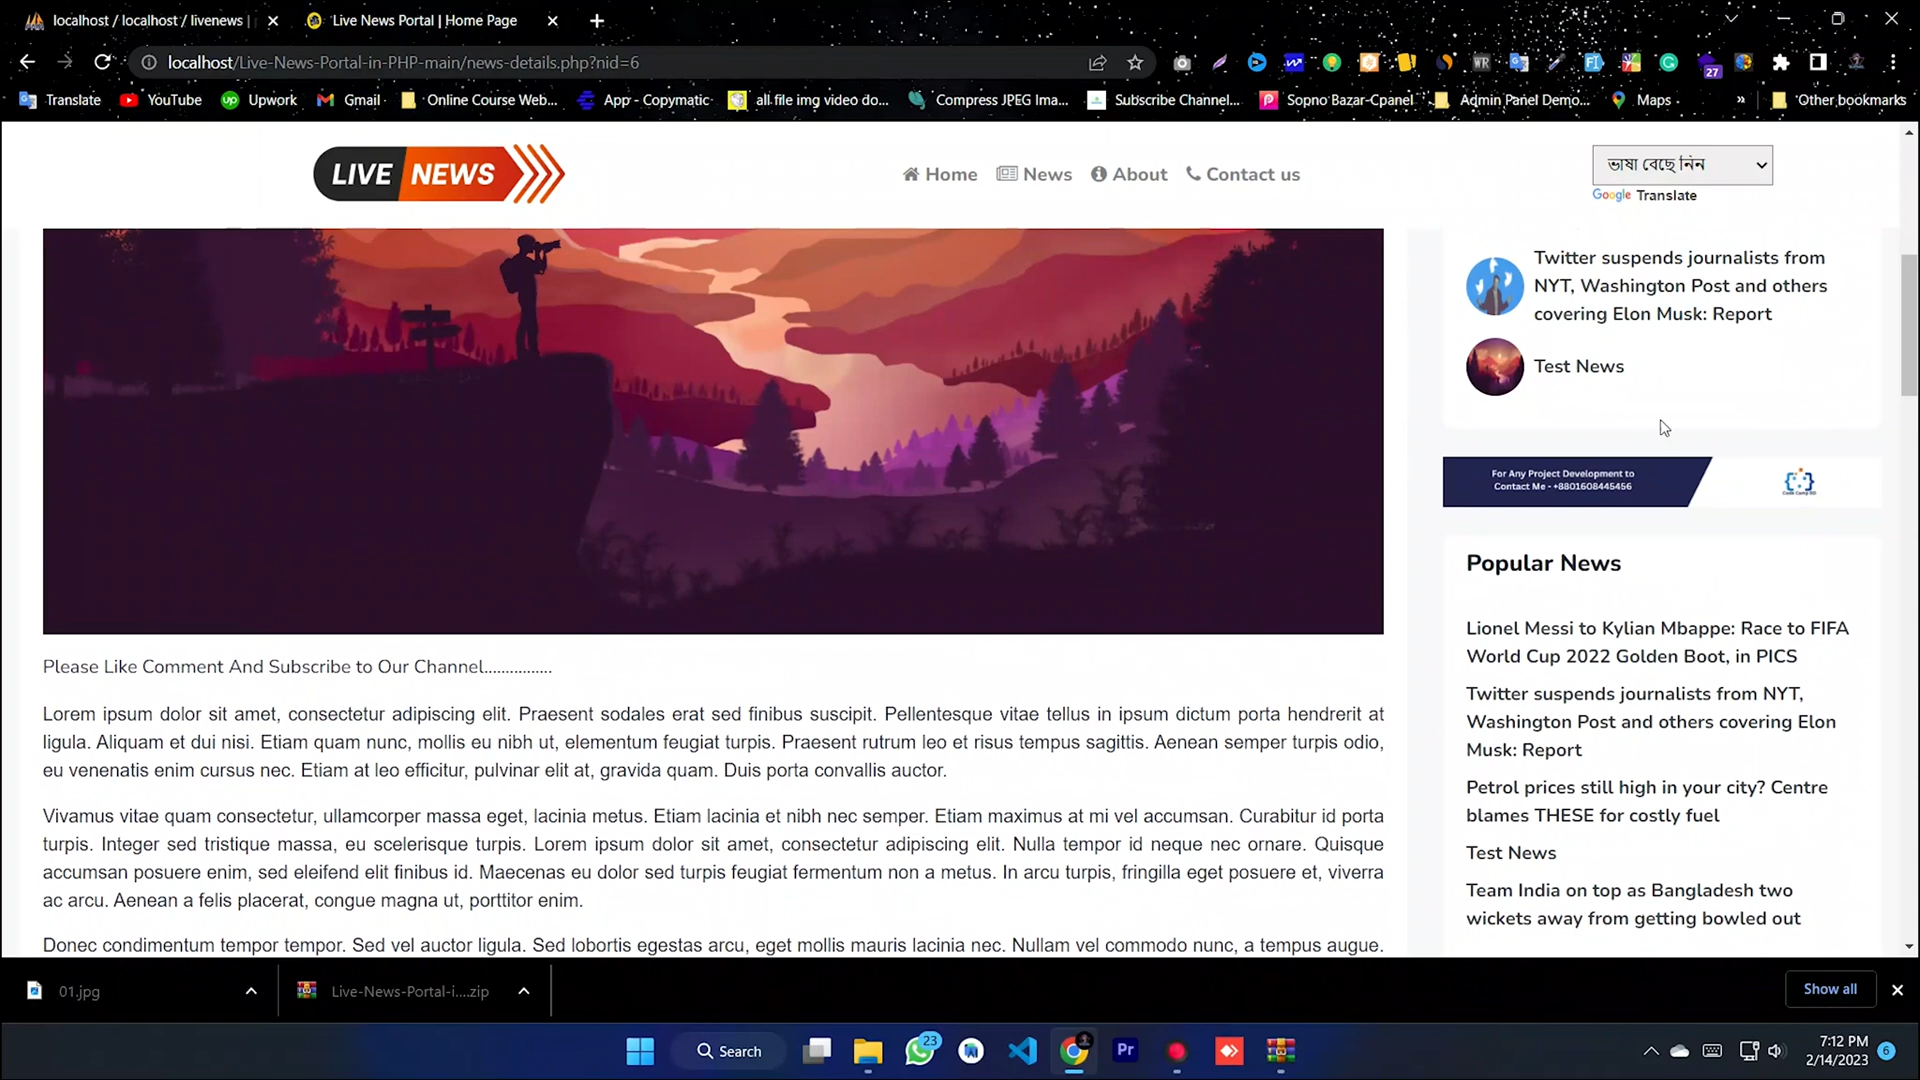 localhost / localhost / livenews |
Live News Portal | Home Page
localhost/Live-News-Portal-in-PHP-main/news-details.php?nid=6
WR
27
Translate
YouTube
Upwork
Gmail
Online Course Web...
App - Copymatic
all file img video do...
Compress JPEG Ima...
Subscribe Channel...
Sopno Bazar-Cpanel
Admin Panel Demo...
Maps
»
Other bookmarks
LIVE NEWS
Home
News
About
Contact us
ভাষা বেছে নিন
Google Translate
Twitter suspends journalists from
NYT, Washington Post and others
covering Elon Musk: Report
Test News
For Any Project Development to
Contact Me - +8801608445456
Code Camp BD
Popular News
Lionel Messi to Kylian Mbappe: Race to FIFA
World Cup 2022 Golden Boot, in PICS
Twitter suspends journalists from NYT,
Washington Post and others covering Elon
Musk: Report
Petrol prices still high in your city? Centre
blames THESE for costly fuel
Test News
Team India on top as Bangladesh two
wickets away from getting bowled out
Please Like Comment And Subscribe to Our Channel...............
Lorem ipsum dolor sit amet, consectetur adipiscing elit. Praesent sodales erat sed finibus suscipit. Pellentesque vitae tellus in ipsum dictum porta hendrerit at
ligula. Aliquam et dui nisi. Etiam quam nunc, mollis eu nibh ut, elementum feugiat turpis. Praesent rutrum leo et risus tempus sagittis. Aenean semper turpis odio,
eu venenatis enim cursus nec. Etiam at leo efficitur, pulvinar elit at, gravida quam. Duis porta convallis auctor.
Vivamus vitae quam consectetur, ullamcorper massa eget, lacinia metus. Etiam lacinia et nibh nec semper. Etiam maximus at mi vel accumsan. Curabitur id porta
turpis. Integer sed tristique massa, eu scelerisque turpis. Lorem ipsum dolor sit amet, consectetur adipiscing elit. Nulla tempor id neque nec ornare. Quisque
accumsan posuere enim, sed eleifend elit finibus id. Maecenas eu dolor sed turpis feugiat fermentum non a metus. In arcu turpis, fringilla eget posuere et, viverra
ac arcu. Aenean a felis placerat, congue magna ut, porttitor enim.
Donec condimentum tempor tempor. Sed vel auctor ligula. Sed lobortis egestas arcu, eget mollis mauris lacinia nec. Nullam vel commodo nunc, a tempus augue.
01.jpg
Live-News-Portal-i....zip
Show all
Search
23
Pr
7:12 PM
2/14/2023
6